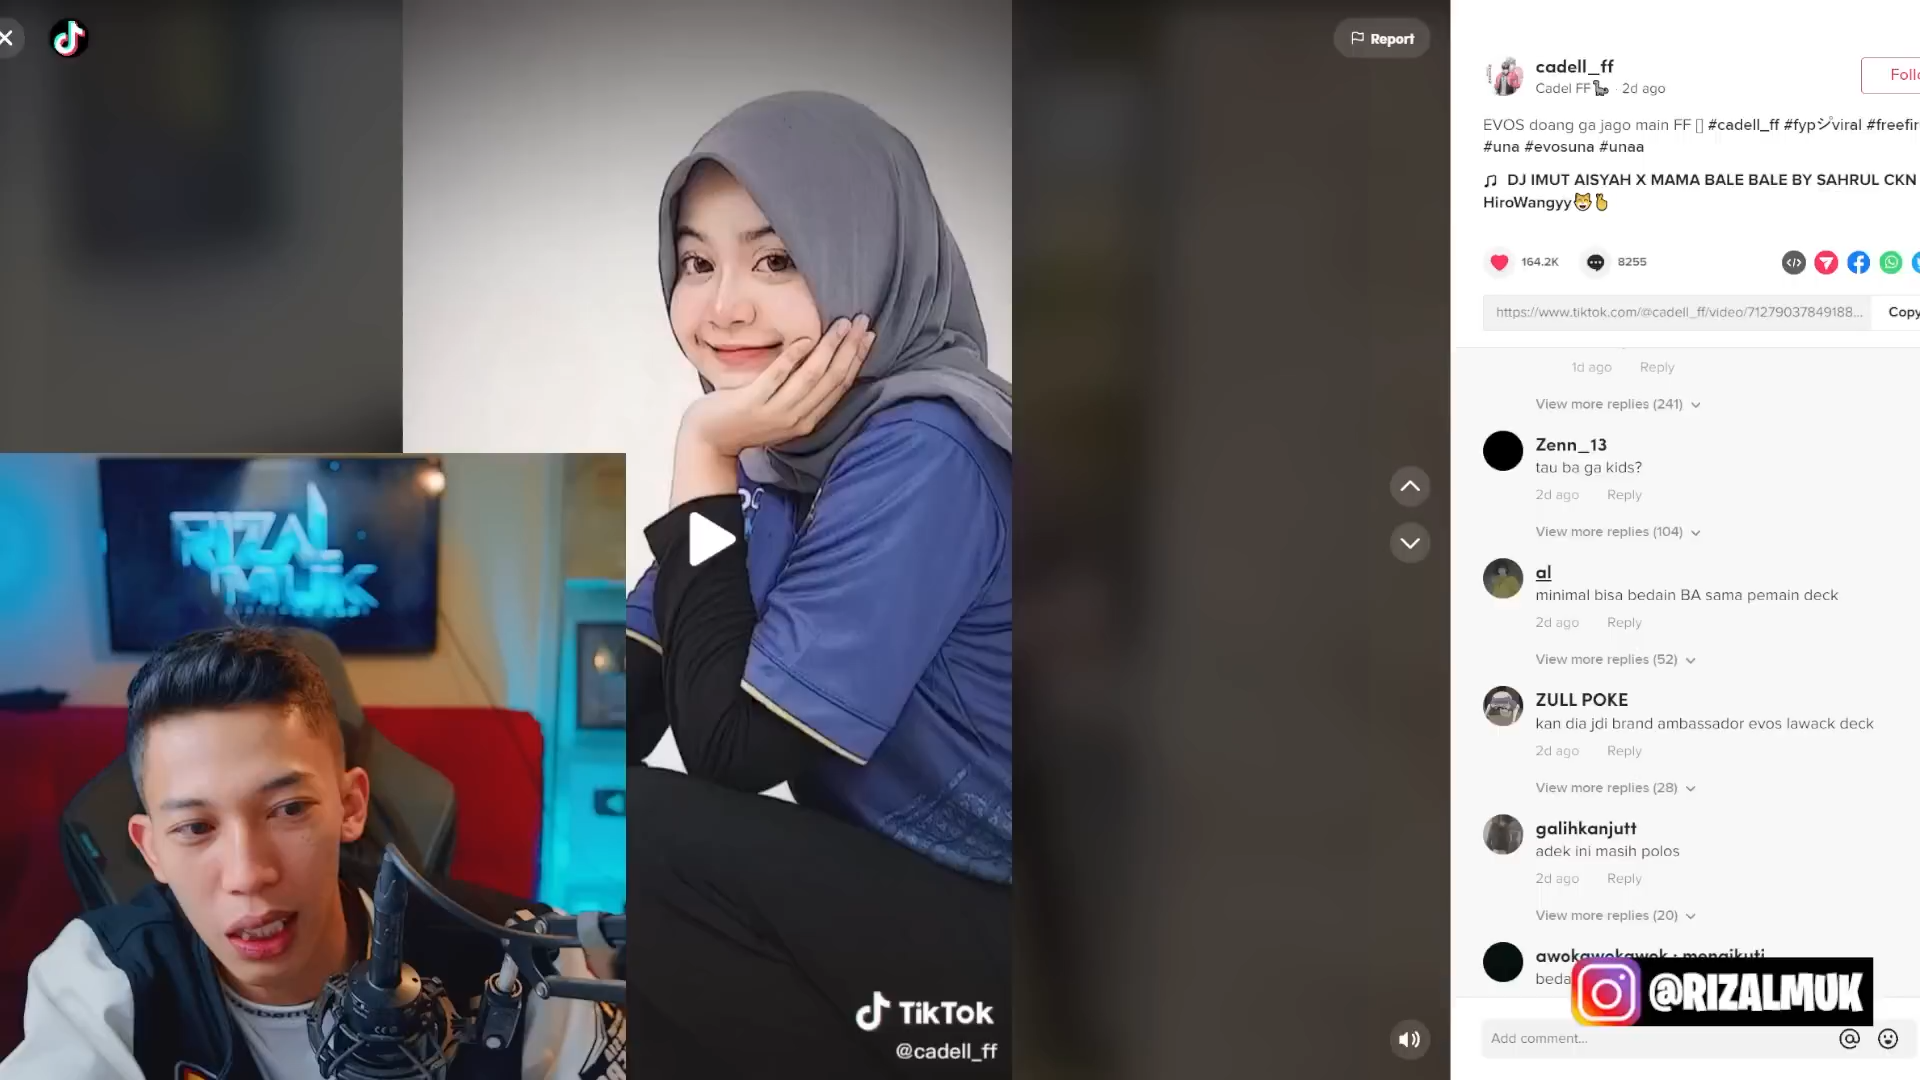 Report
cadell_ff
Cadel FF🦕 · 2d ago
Follo
EVOS doang ga jago main FF ▯ #cadell_ff #fypシviral #freefir
#una #evosuna #unaa
♫ DJ IMUT AISYAH X MAMA BALE BALE BY SAHRUL CKN
HiroWangyy😸🫰
164.2K
8255
https://www.tiktok.com/@cadell_ff/video/71279037849188...
Copy
1d ago Reply
View more replies (241)
Zenn_13
tau ba ga kids?
2d ago Reply
View more replies (104)
al
minimal bisa bedain BA sama pemain deck
2d ago Reply
View more replies (52)
ZULL POKE
kan dia jdi brand ambassador evos lawack deck
2d ago Reply
View more replies (28)
galihkanjutt
adek ini masih polos
2d ago Reply
View more replies (20)
awokawokawok : mengikuti
beda
@RIZALMUK
Add comment...
RIZAL
MUK
TikTok
@cadell_ff